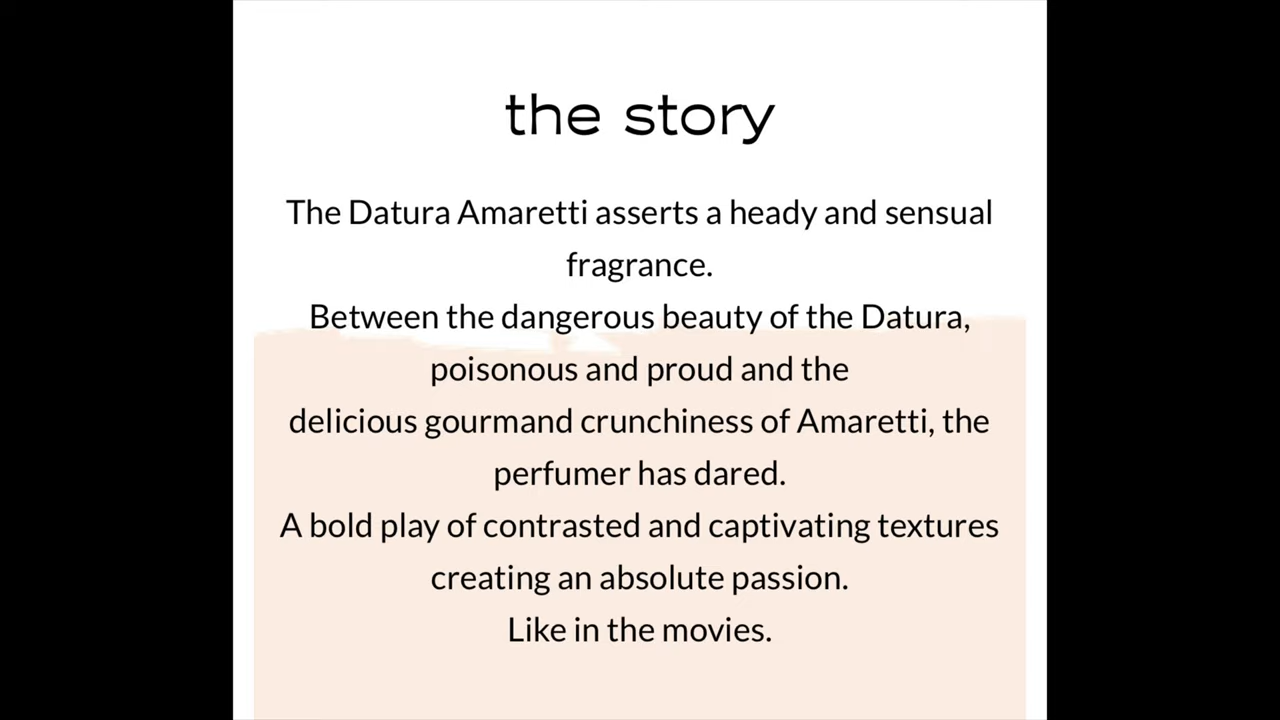 the story
The Datura Amaretti asserts a heady and sensual
fragrance.
Between the dangerous beauty of the Datura,
poisonous and proud and the
delicious gourmand crunchiness of Amaretti, the
perfumer has dared.
A bold play of contrasted and captivating textures
creating an absolute passion.
Like in the movies.